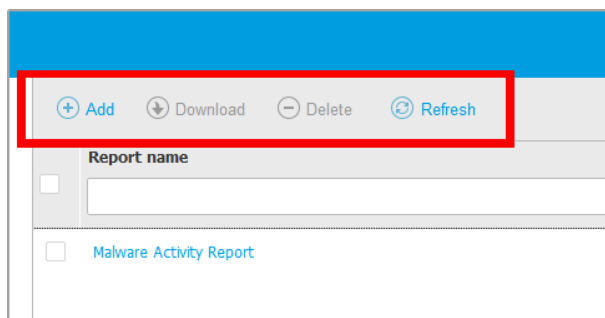 Add Download Delete Refresh
Report name
Malware Activity Report